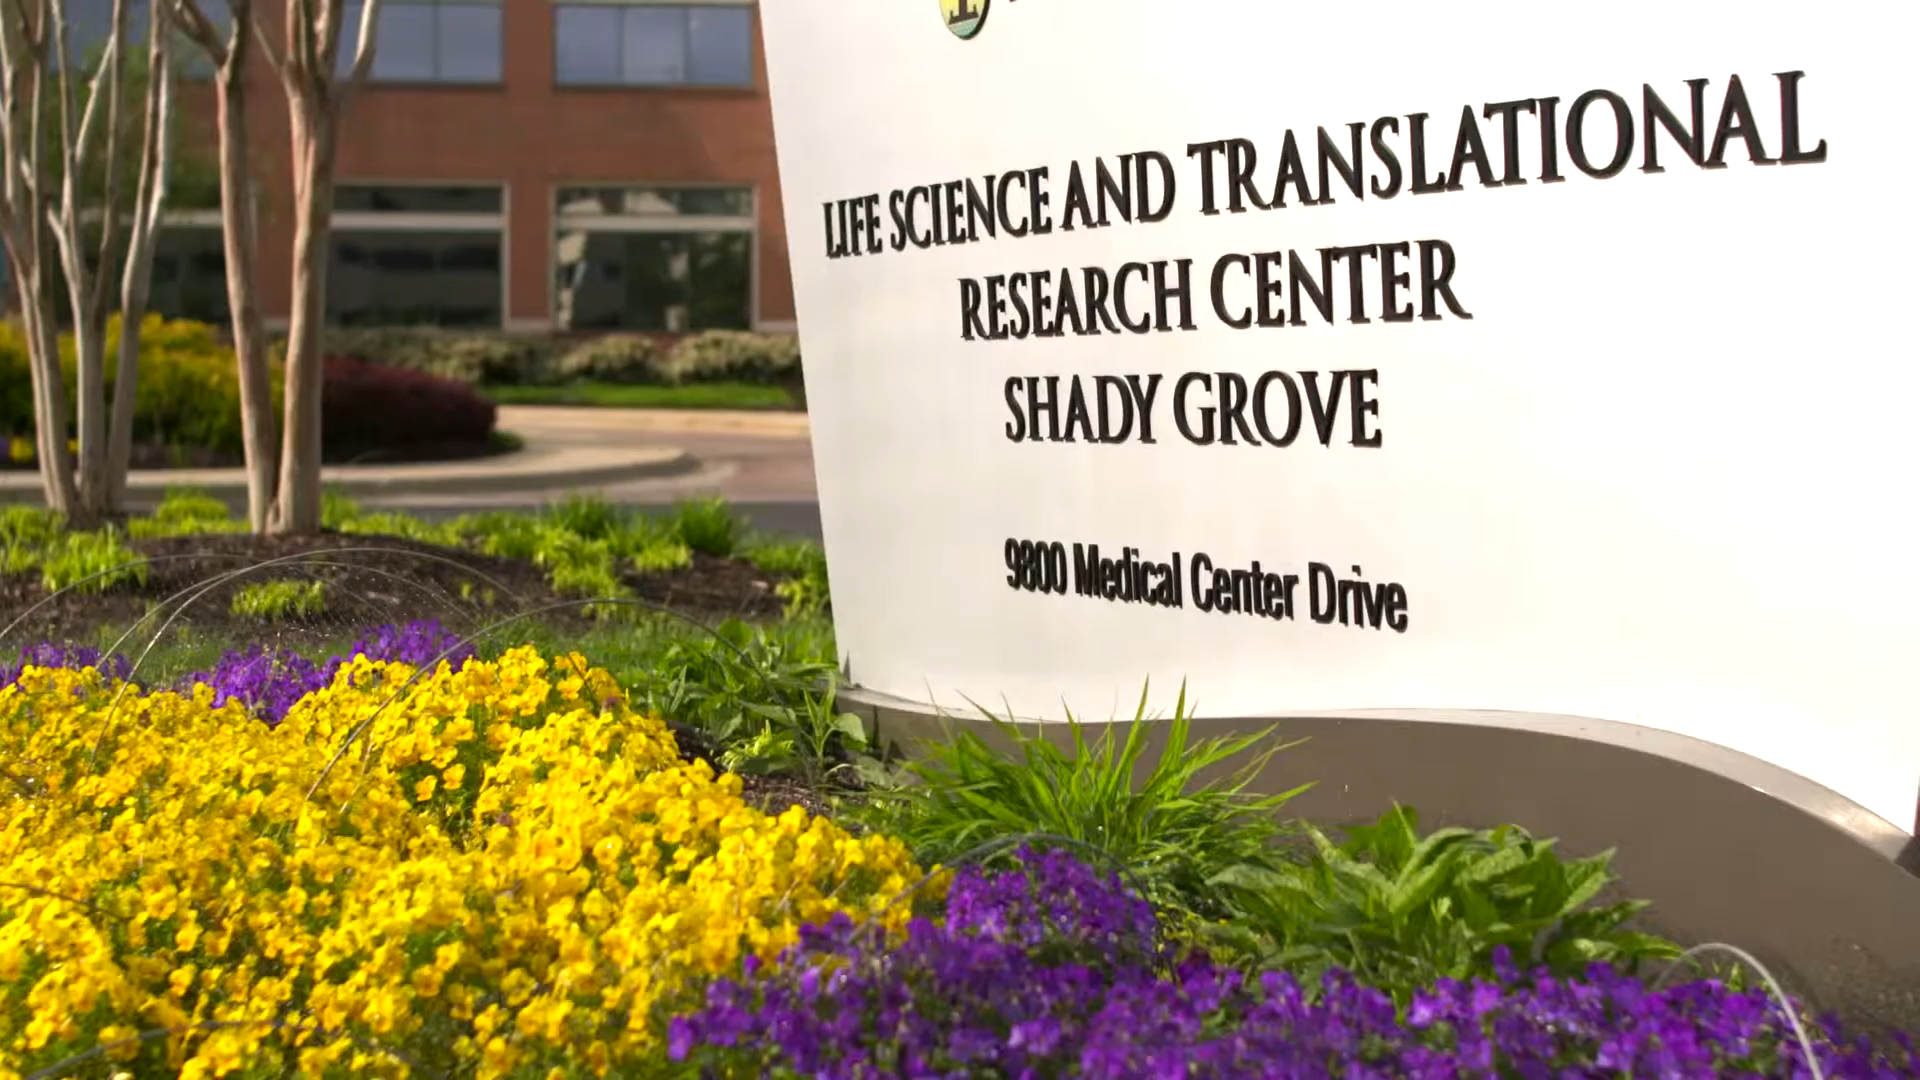 LIFE SCIENCE AND TRANSLATIONAL
RESEARCH CENTER
SHADY GROVE
9800 Medical Center Drive